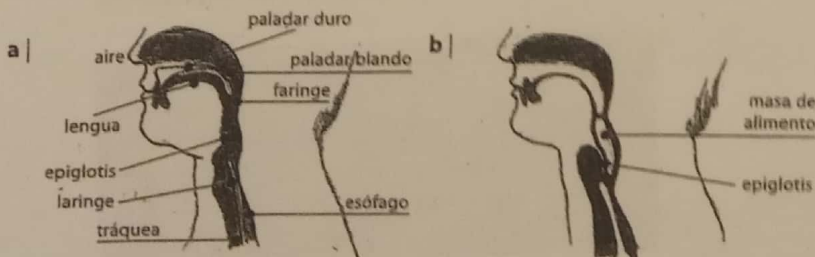 a|
paladar duro
aire
paladar blando
faringe
lengua
epiglotis
laringe
tráquea
esófago
b|
masa de
alimento
epiglotis